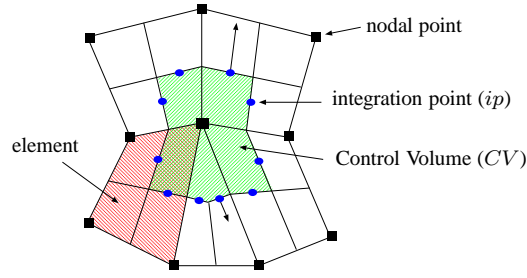 nodal point
integration point (ip)
element
Control Volume (CV)